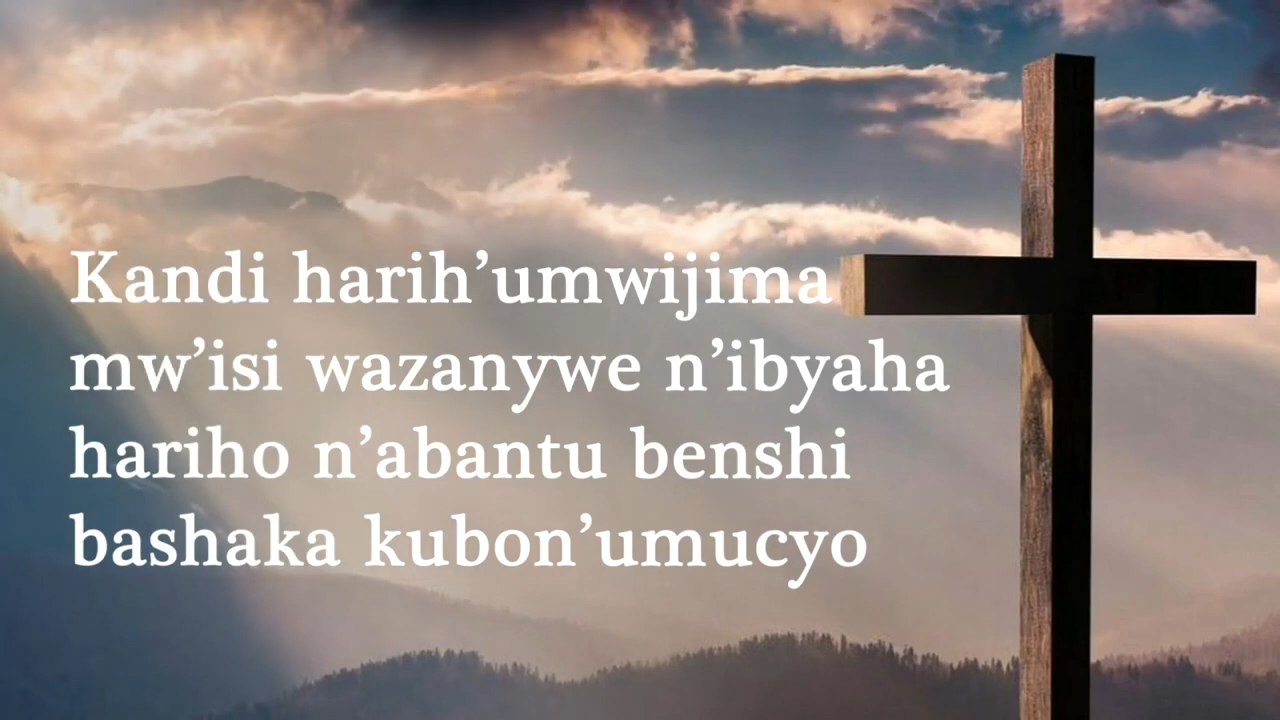 Kandi harih’umwijima
mw’isi wazanywe n’ibyaha
hariho n’abantu benshi
bashaka kubon’umucyo